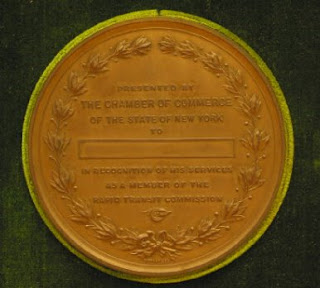 PRESENTED BY
THE CHAMBER OF COMMERCE
OF THE STATE OF NEW YORK
TO
IN RECOGNITION OF HIS SERVICES
AS A MEMBER OF THE
RAPID TRANSIT COMMISSION